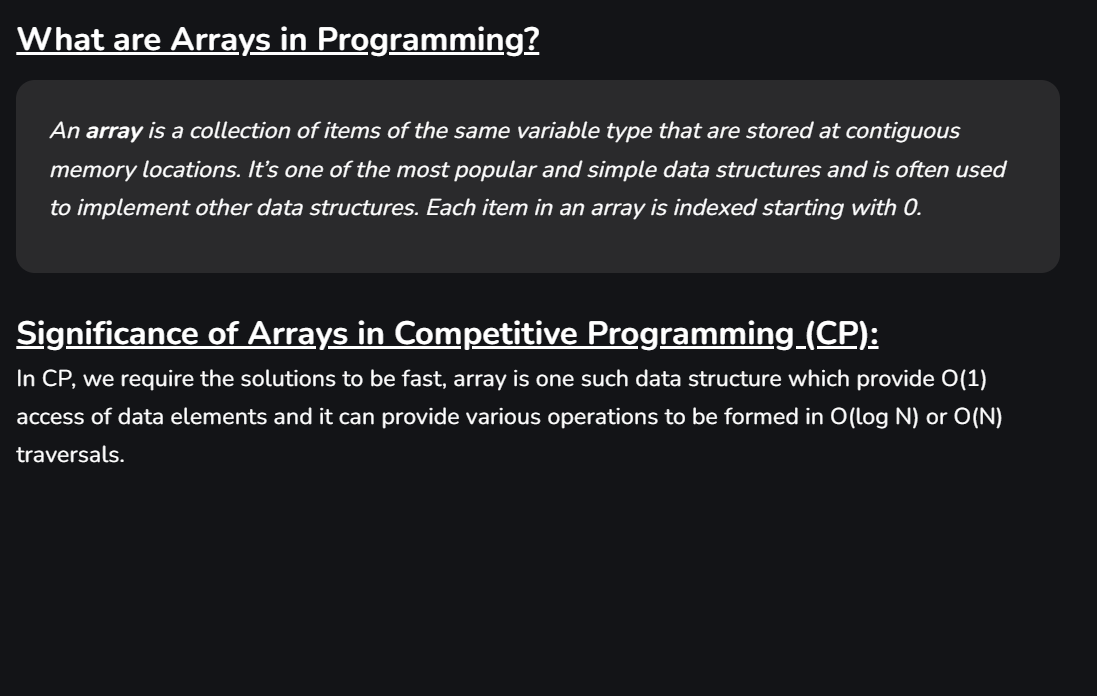 What are Arrays in Programming?
An array is a collection of items of the same variable type that are stored at contiguous
memory locations. It’s one of the most popular and simple data structures and is often used
to implement other data structures. Each item in an array is indexed starting with 0.
Significance of Arrays in Competitive Programming (CP):
In CP, we require the solutions to be fast, array is one such data structure which provide O(1)
access of data elements and it can provide various operations to be formed in O(log N) or O(N)
traversals.